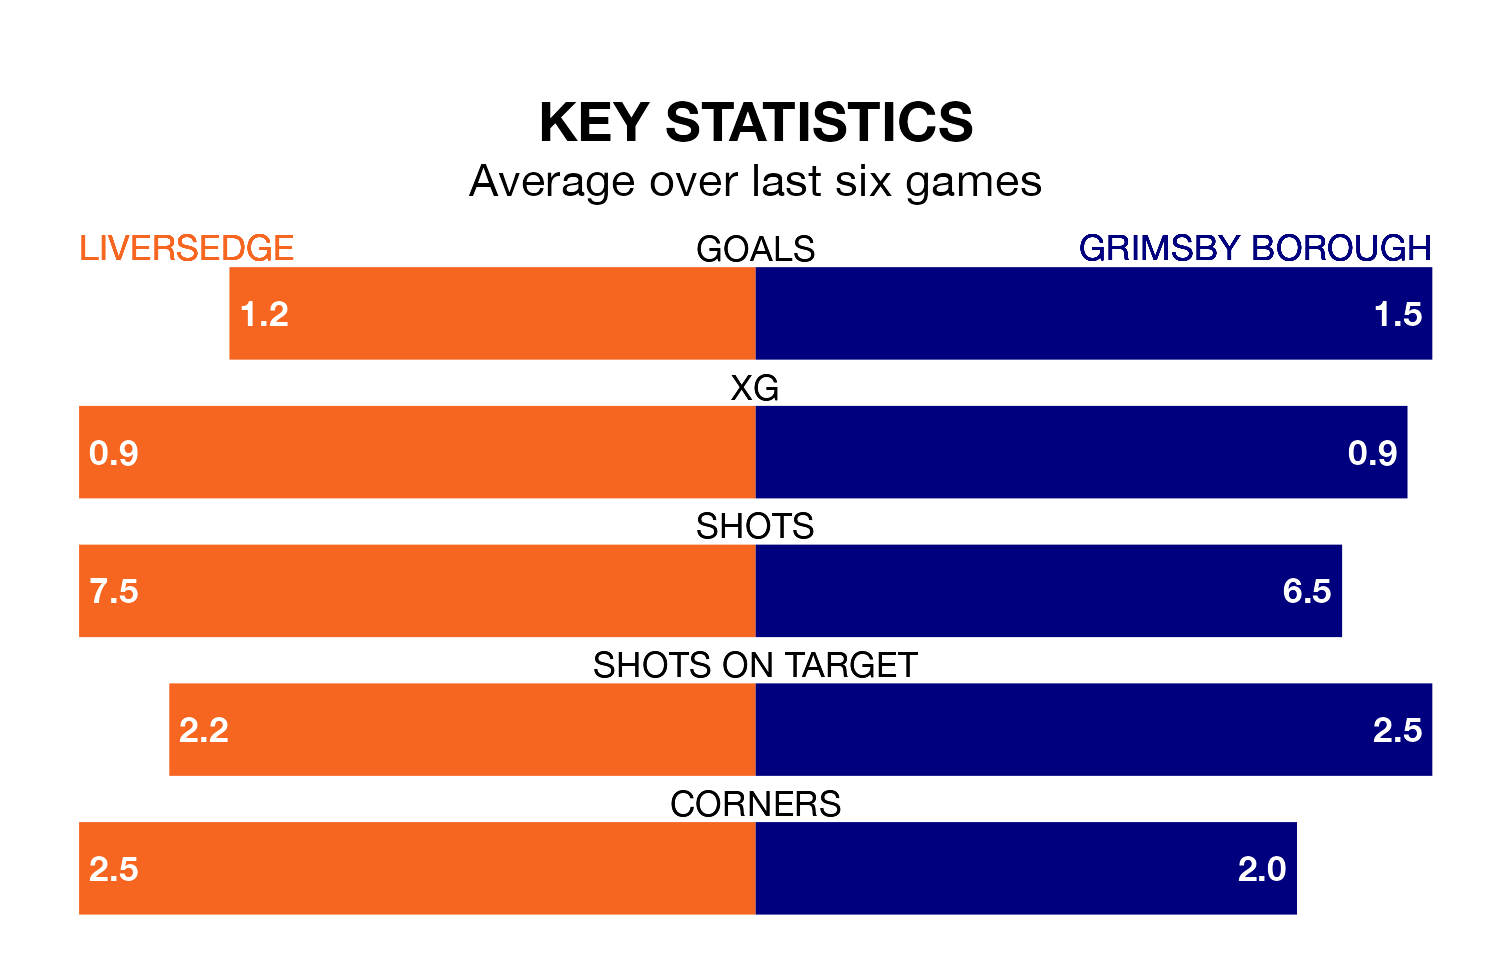 KEY STATISTICS
Average over last six games
LIVERSEDGE GOALS GRIMSBY BOROUGH
1.2 1.5
XG
0.9 0.9
SHOTS
7.5 6.5
SHOTS ON TARGET
2.2 2.5
CORNERS
2.5 2.0